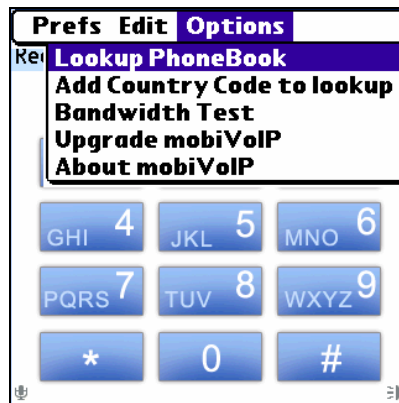 Prefs Edit Options
Lookup PhoneBook
Add Country Code to lookup
Bandwidth Test
Upgrade mobiVoIP
About mobiVoIP
GHI 4 JKL 5 MNO 6
PQRS 7 TUV 8 WXYZ 9
* 0 #